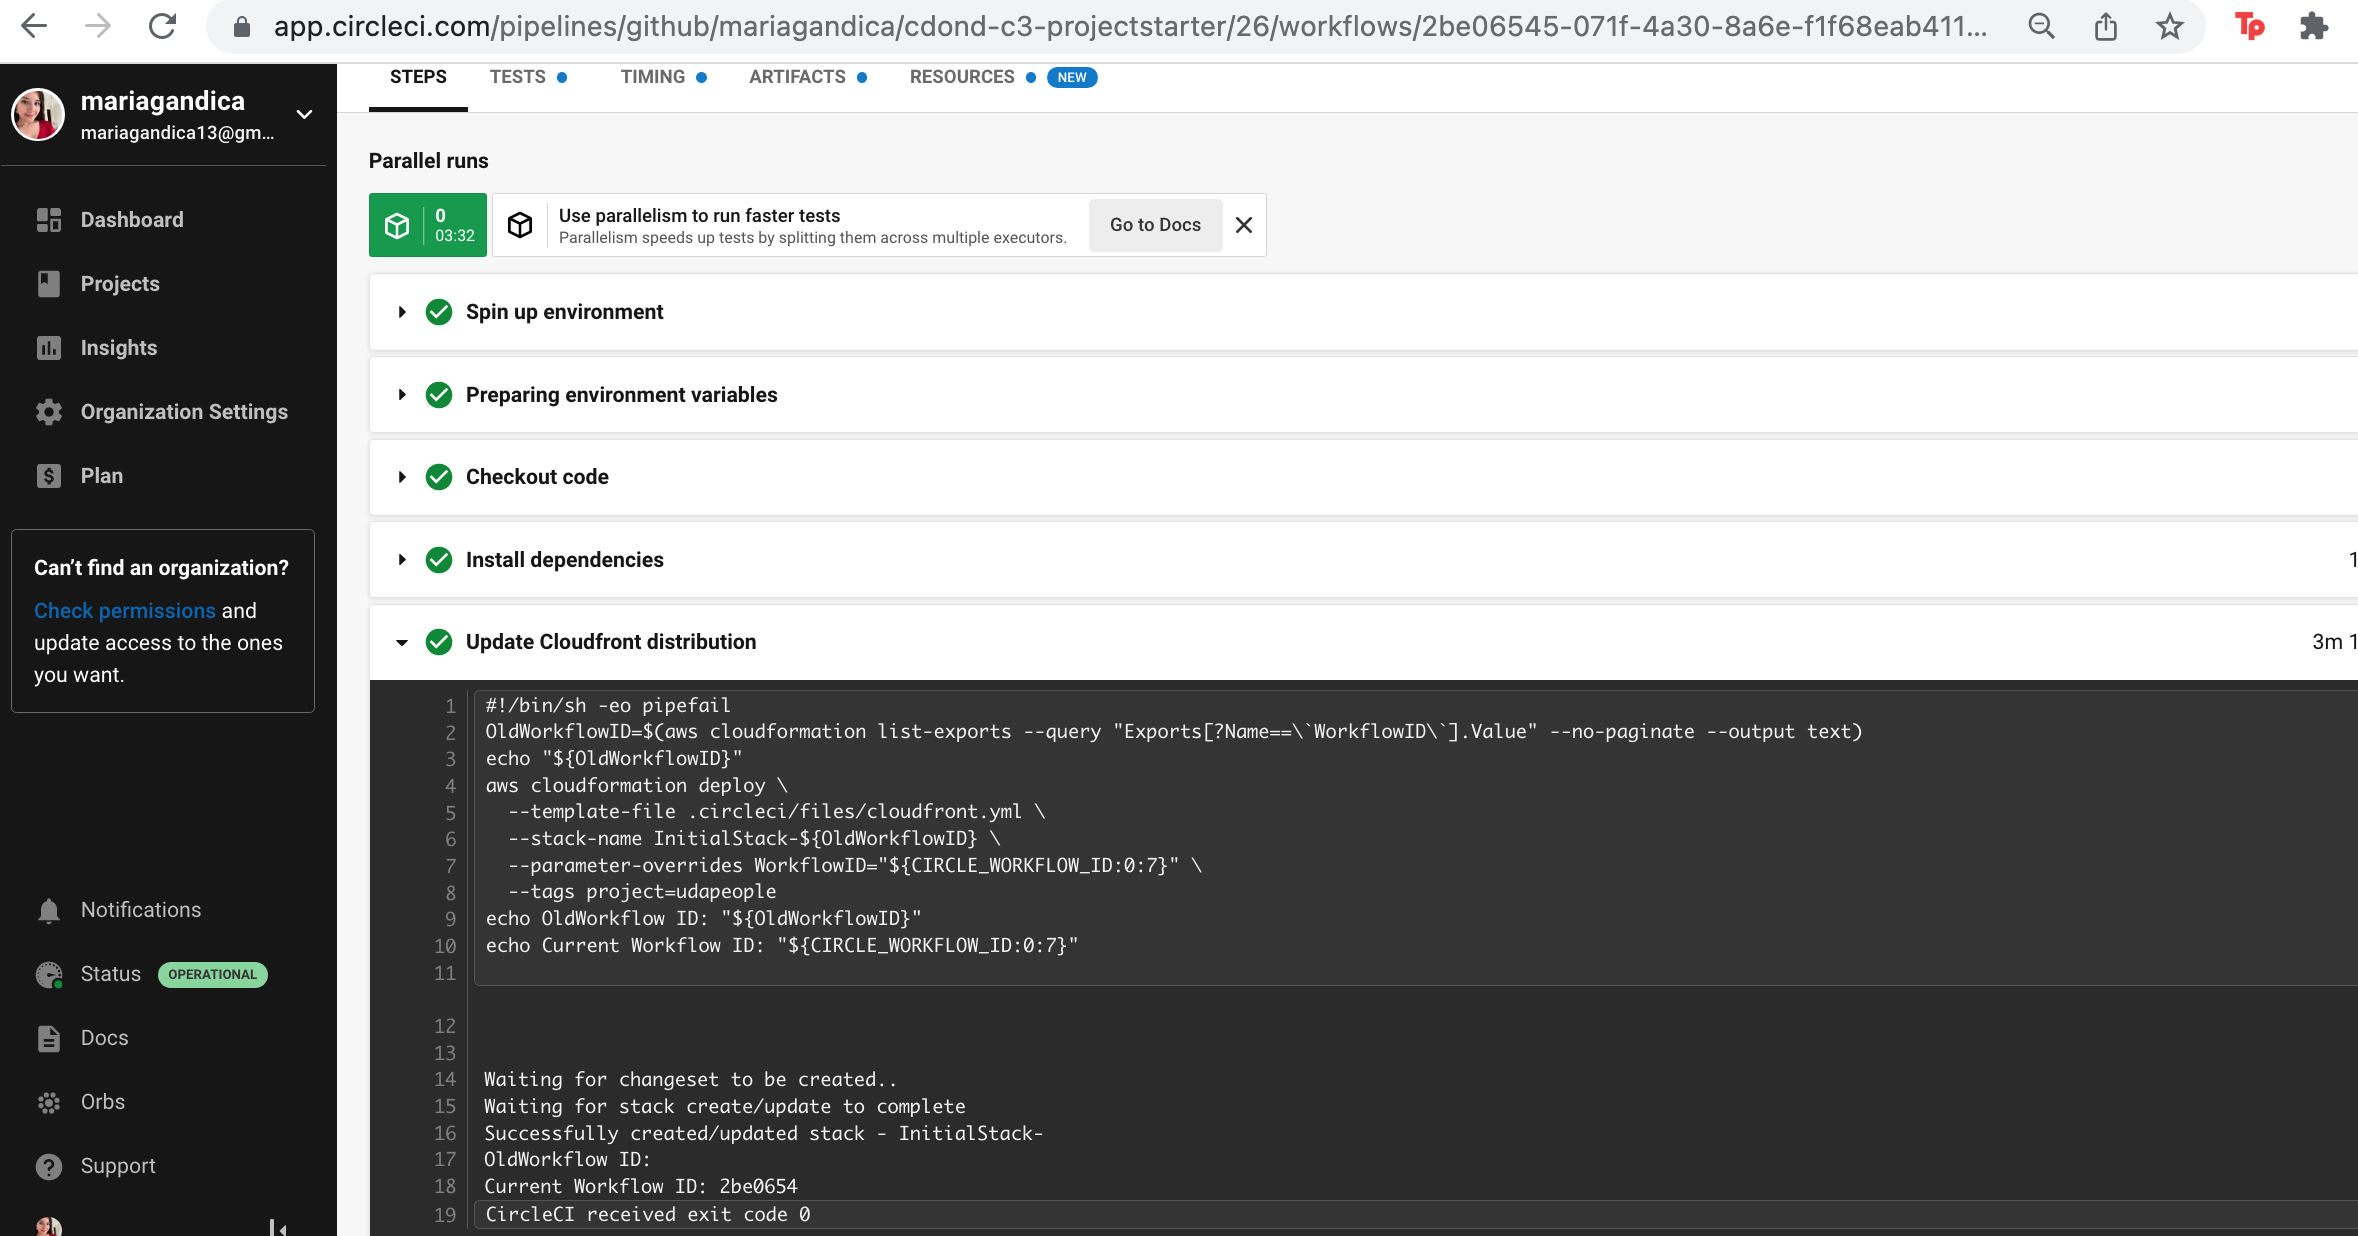 app.circleci.com/pipelines/github/mariagandica/cdond-c3-projectstarter/26/workflows/2be06545-071f-4a30-8a6e-f1f68eab411...
Tp
mariagandica
mariagandica13@gm...
Dashboard
Projects
Insights
Organization Settings
Plan
Can't find an organization?
Check permissions and
update access to the ones
you want.
Notifications
Status OPERATIONAL
Docs
Orbs
Support
STEPS TESTS TIMING ARTIFACTS RESOURCES NEW
Parallel runs
0
03:32
Use parallelism to run faster tests
Parallelism speeds up tests by splitting them across multiple executors.
Go to Docs
Spin up environment
Preparing environment variables
Checkout code
Install dependencies 1
Update Cloudfront distribution 3m 1
1 #!/bin/sh -eo pipefail
2 OldWorkflowID=$(aws cloudformation list-exports --query "Exports[?Name==\`WorkflowID\`].Value" --no-paginate --output text)
3 echo "${OldWorkflowID}"
4 aws cloudformation deploy \
5 --template-file .circleci/files/cloudfront.yml \
6 --stack-name InitialStack-${OldWorkflowID} \
7 --parameter-overrides WorkflowID="${CIRCLE_WORKFLOW_ID:0:7}" \
8 --tags project=udapeople
9 echo OldWorkflow ID: "${OldWorkflowID}"
10 echo Current Workflow ID: "${CIRCLE_WORKFLOW_ID:0:7}"
11
12
13
14 Waiting for changeset to be created..
15 Waiting for stack create/update to complete
16 Successfully created/updated stack - InitialStack-
17 OldWorkflow ID:
18 Current Workflow ID: 2be0654
19 CircleCI received exit code 0